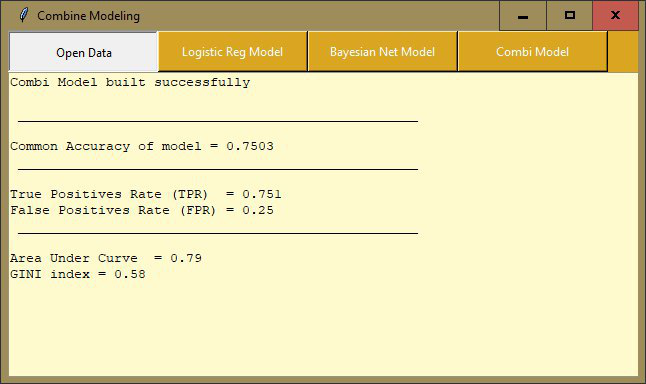 Combine Modeling
Open Data Logistic Reg Model Bayesian Net Model Combi Model
Combi Model built successfully
Common Accuracy of model = 0.7503
True Positives Rate (TPR)  = 0.751
False Positives Rate (FPR) = 0.25
Area Under Curve  = 0.79
GINI index = 0.58